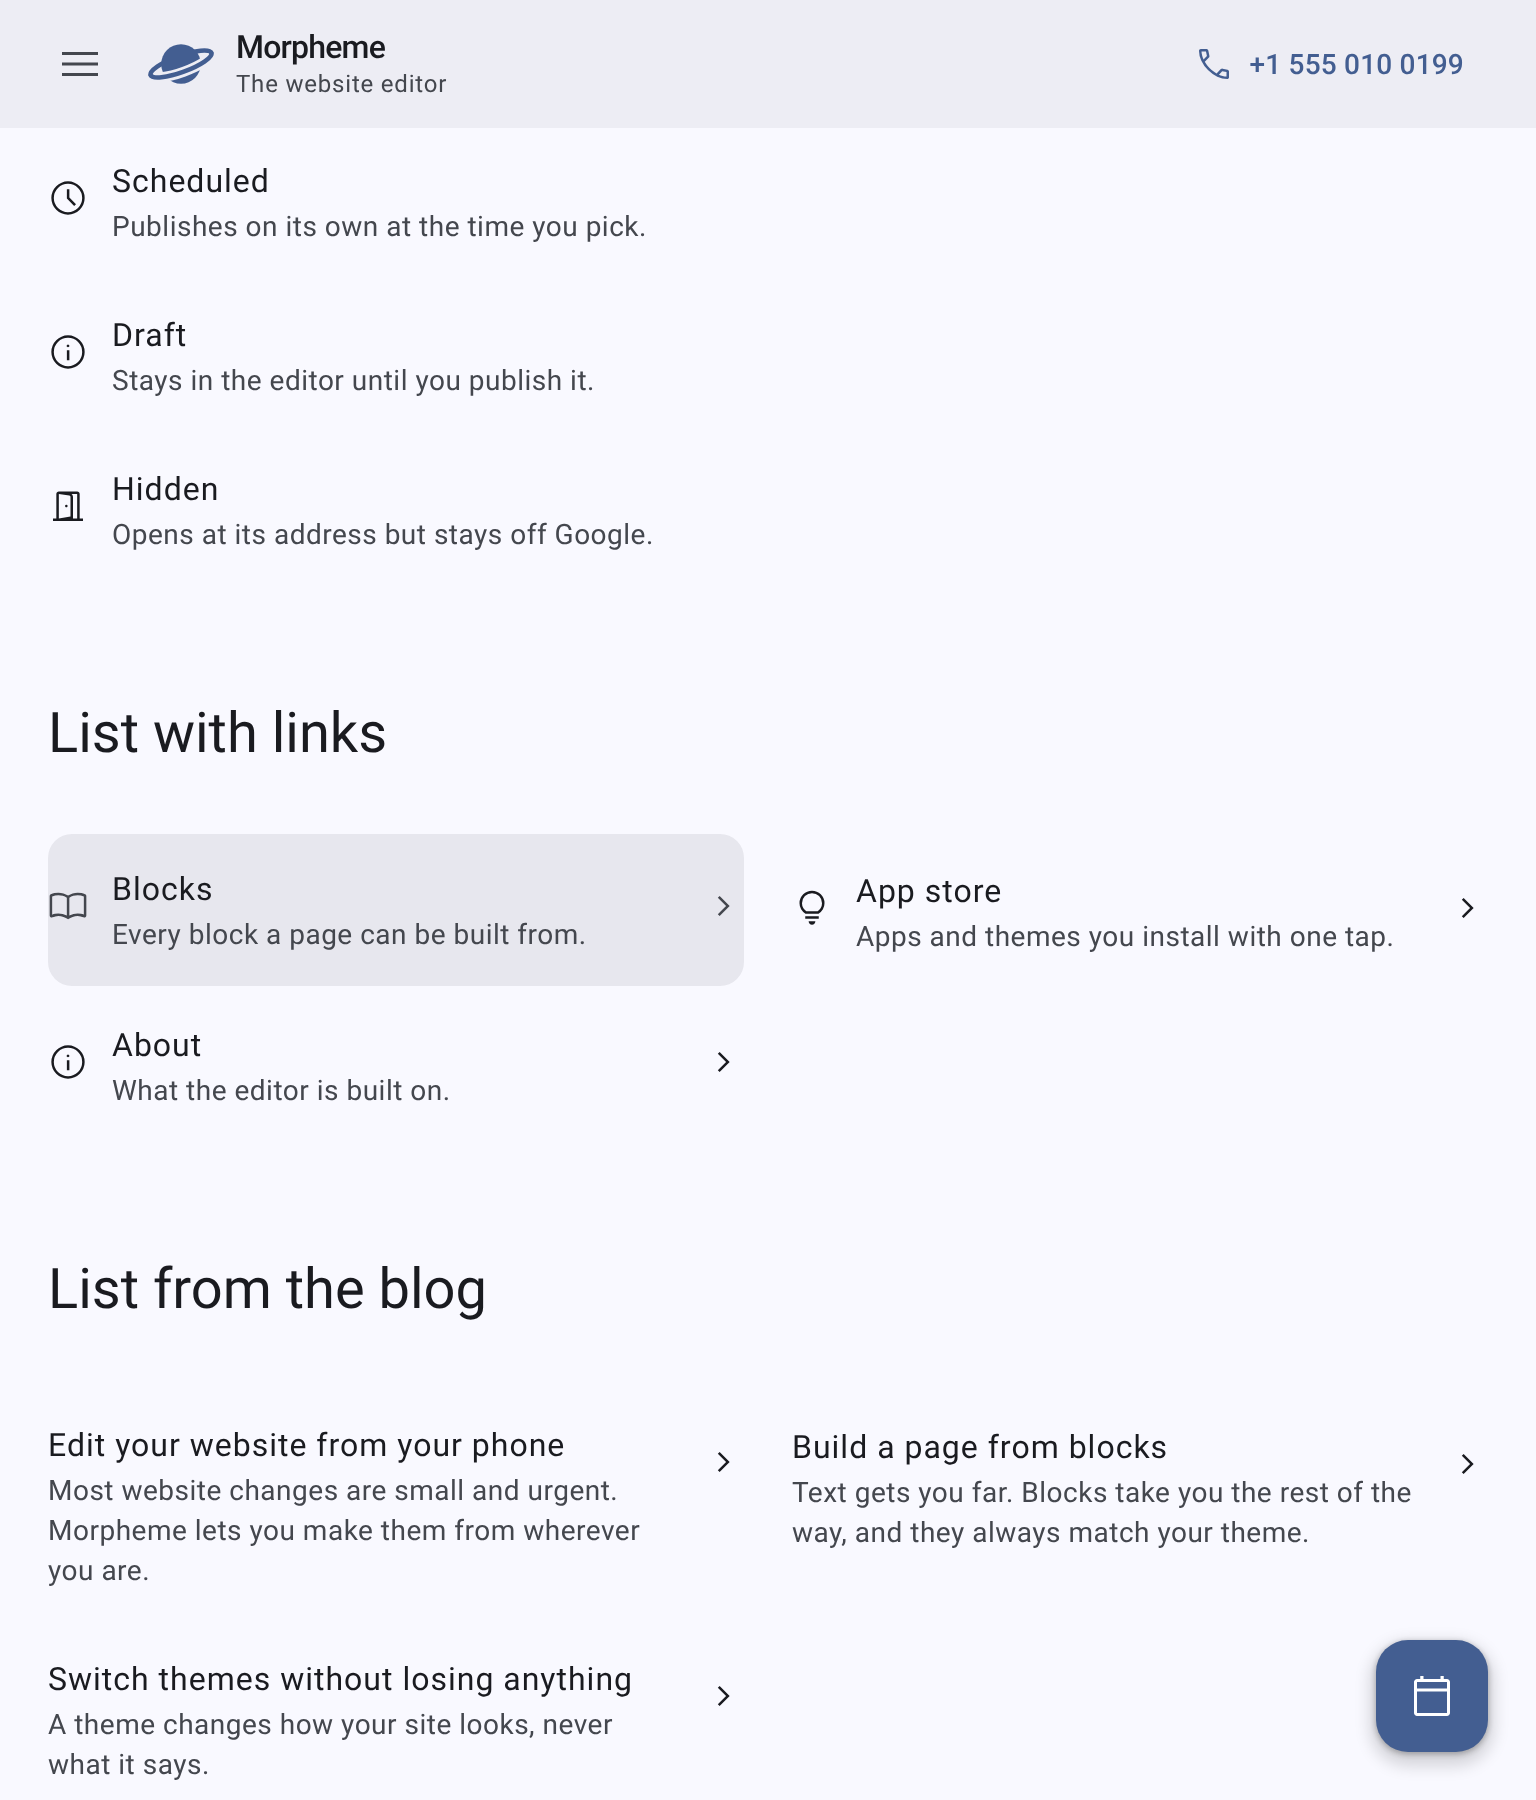 Morpheme
The website editor
+1 555 010 0199
Scheduled
Publishes on its own at the time you pick.
Draft
Stays in the editor until you publish it.
Hidden
Opens at its address but stays off Google.
List with links
Blocks
Every block a page can be built from.
App store
Apps and themes you install with one tap.
About
What the editor is built on.
List from the blog
Edit your website from your phone
Most website changes are small and urgent.
Morpheme lets you make them from wherever
you are.
Build a page from blocks
Text gets you far. Blocks take you the rest of the
way, and they always match your theme.
Switch themes without losing anything
A theme changes how your site looks, never
what it says.